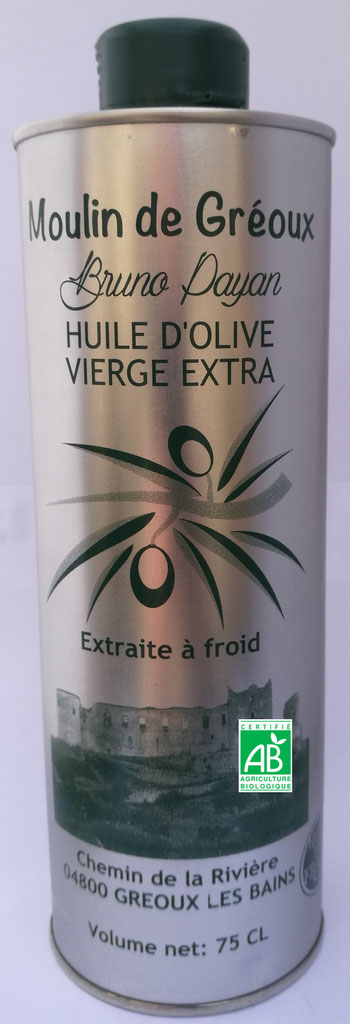 Moulin de Gréoux
Bruno Payan
HUILE D'OLIVE
VIERGE EXTRA
Extraite à froid
CERTIFIÉ
AB
AGRICULTURE
BIOLOGIQUE
Chemin de la Rivière
04800 GREOUX LES BAINS
Volume net: 75 CL